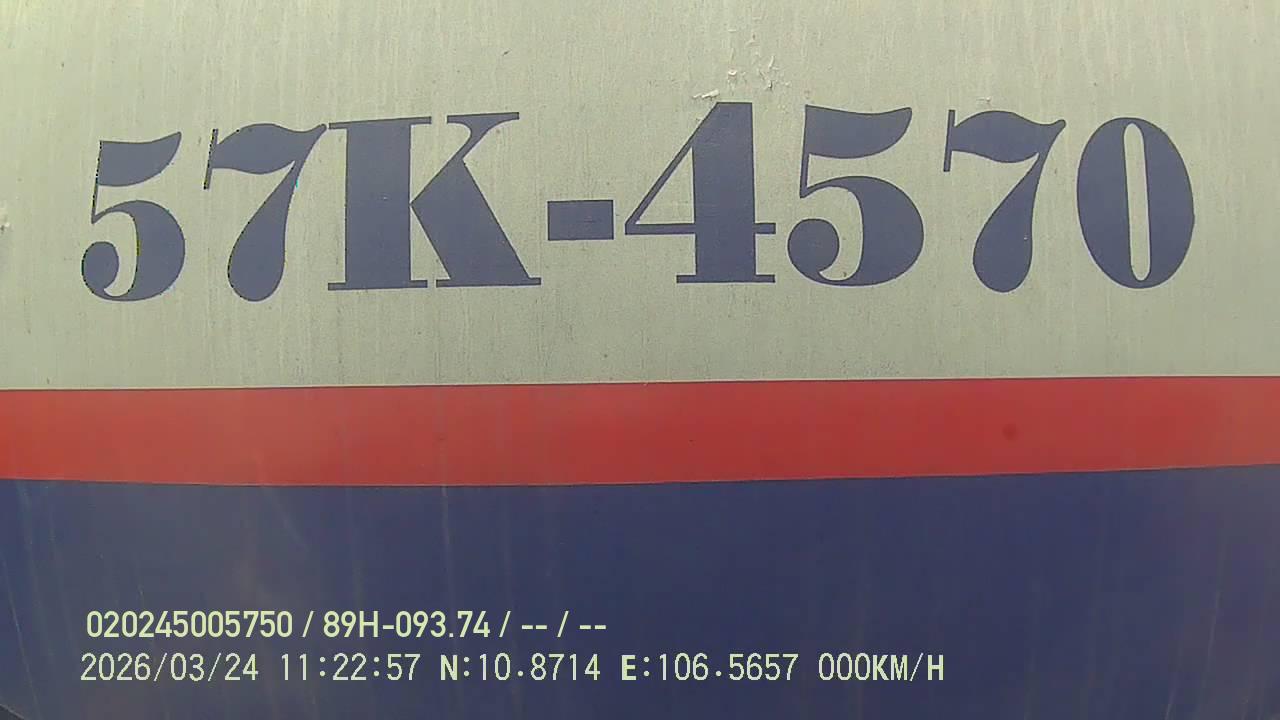 57K-4570
020245005750 / 89H-093.74 / -- / --
2026/03/24 11:22:57 N:10.8714 E:106.5657 000KM/H